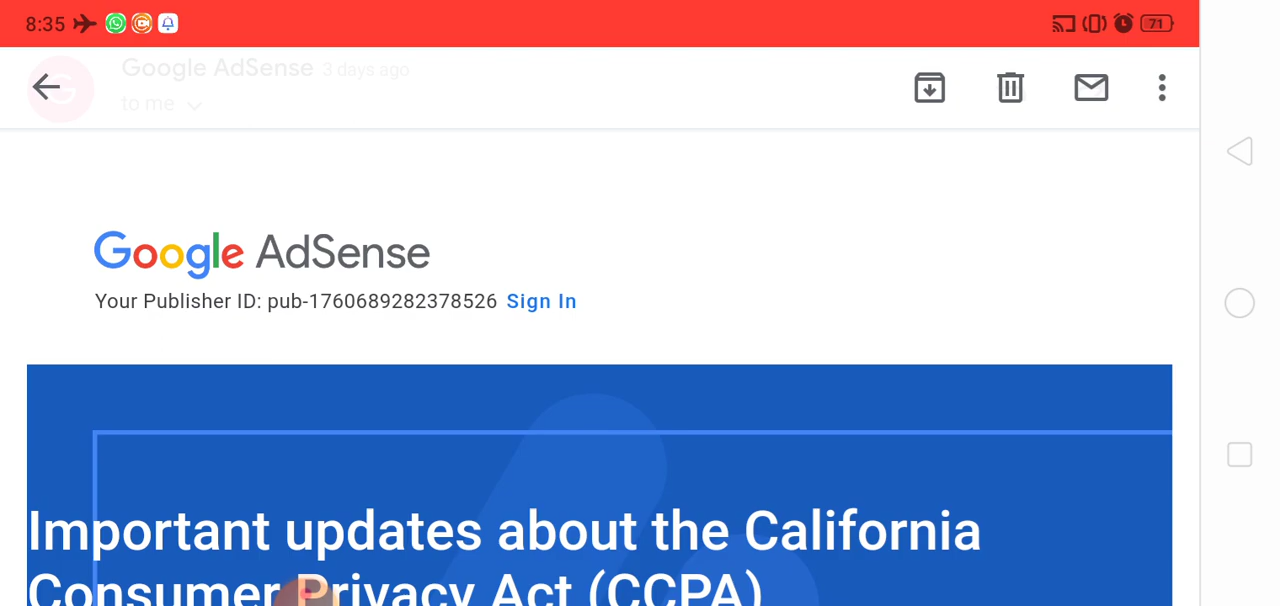 8:35 71
Google AdSense 3 days ago
to me
Google AdSense
Your Publisher ID: pub-1760689282378526 Sign In
Important updates about the California
Consumer Privacy Act (CCPA)